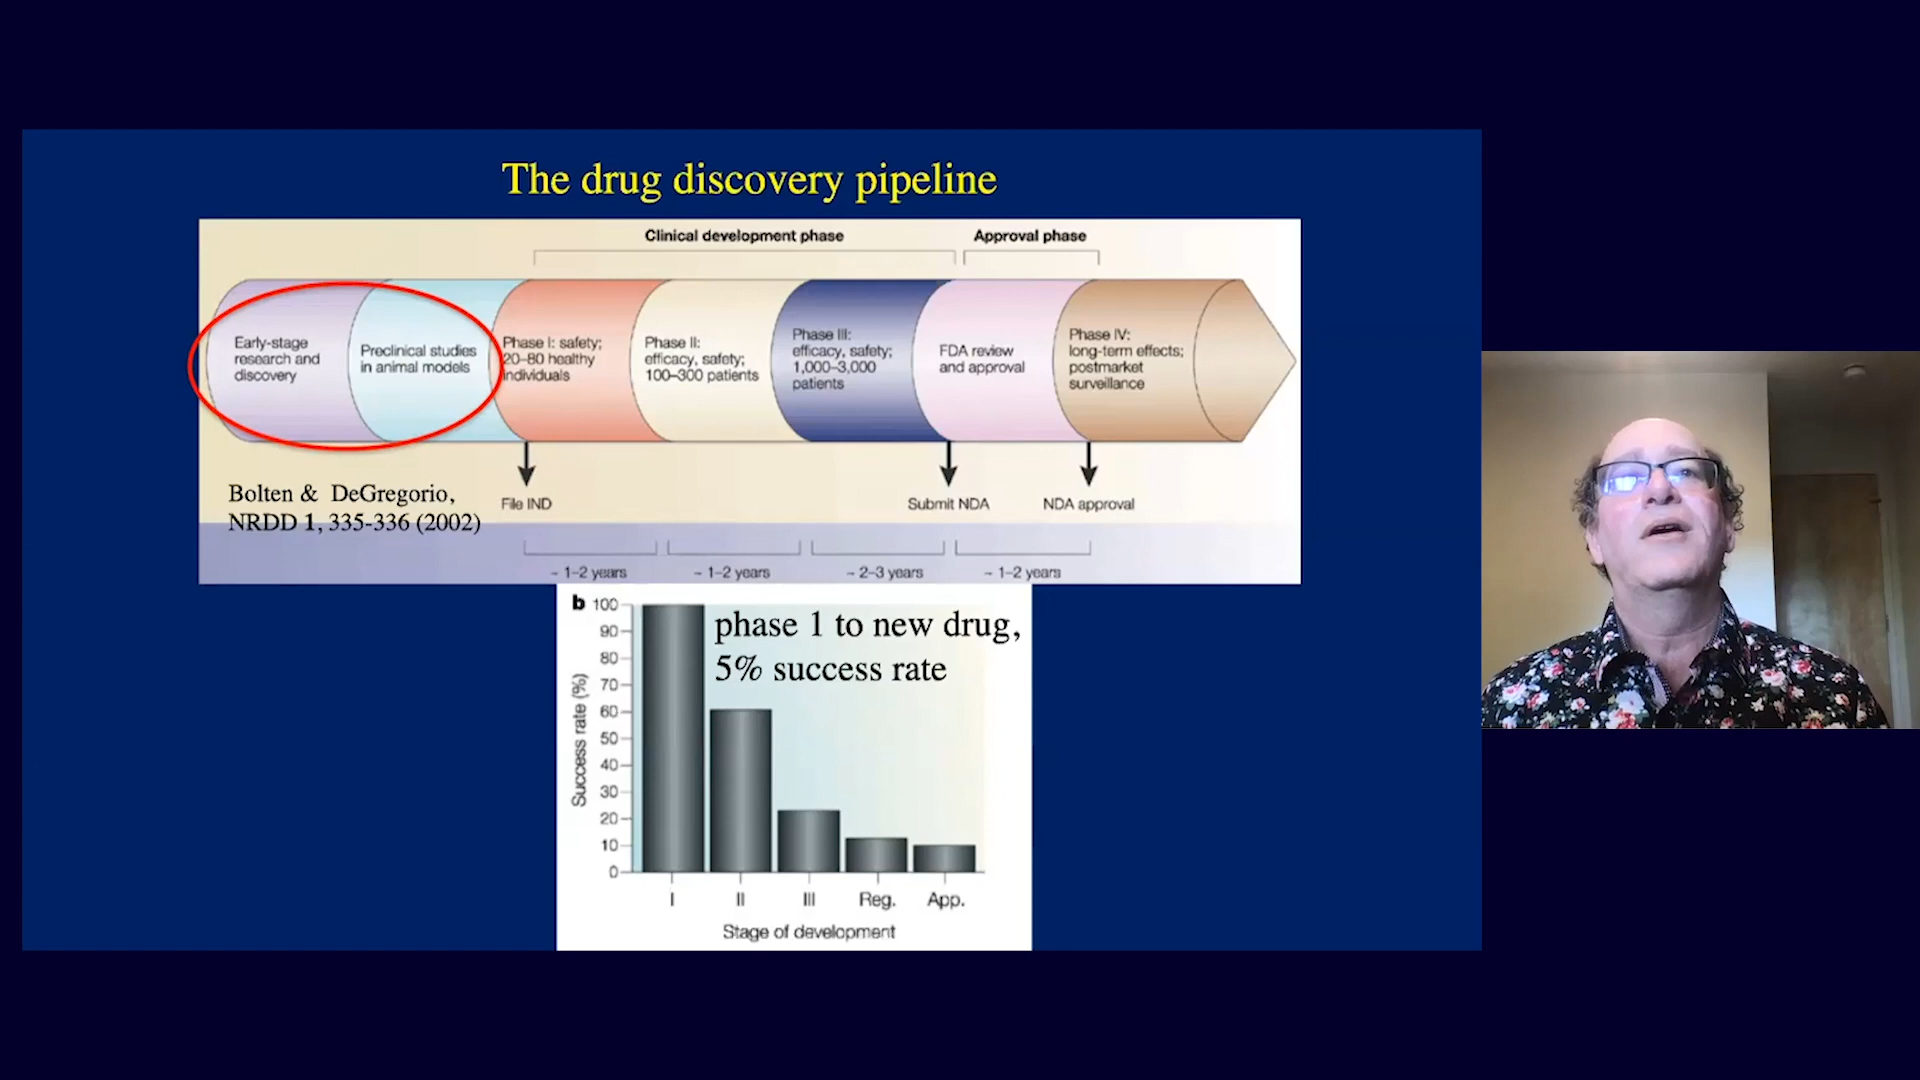 The drug discovery pipeline
Clinical development phase
Approval phase
Early-stage
research and
discovery
Preclinical studies
in animal models
Phase I: safety;
20–80 healthy
individuals
Phase II:
efficacy, safety;
100–300 patients
Phase III:
efficacy, safety;
1,000–3,000
patients
FDA review
and approval
Phase IV:
long-term effects;
postmarket
surveillance
Bolten & DeGregorio,
NRDD 1, 335-336 (2002)
File IND
Submit NDA
NDA approval
~ 1–2 years
~ 1–2 years
~ 2–3 years
~ 1–2 years
b
phase 1 to new drug,
5% success rate
Success rate (%)
100
90
80
70
60
50
40
30
20
10
0
I
II
III
Reg.
App.
Stage of development